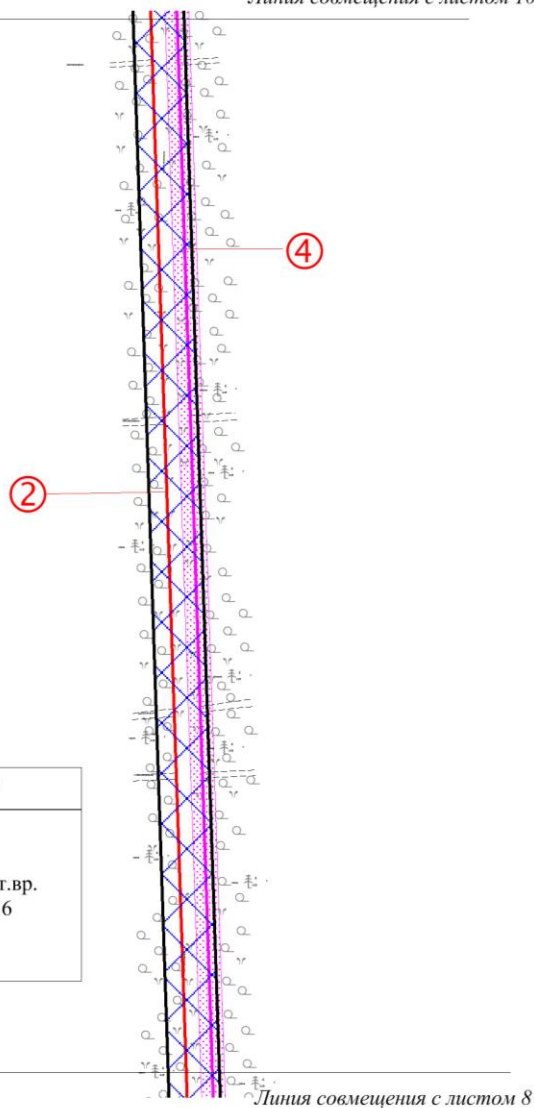 Линия совмещения с листом 10
④
②
т.вр.
6
Линия совмещения с листом 8